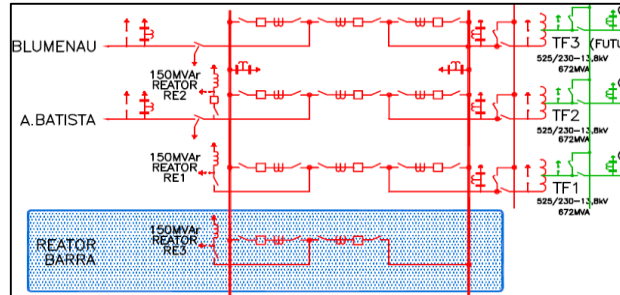 BLUMENAU
TF3 (FUTU
525/230-13,8kV
672MVA
150MVAr
REATOR
RE2
A.BATISTA
TF2
525/230-13,8kV
672MVA
150MVAr
REATOR
RE1
TF1
525/230-13,8kV
672MVA
150MVAr
REATOR
RE3
REATOR
BARRA